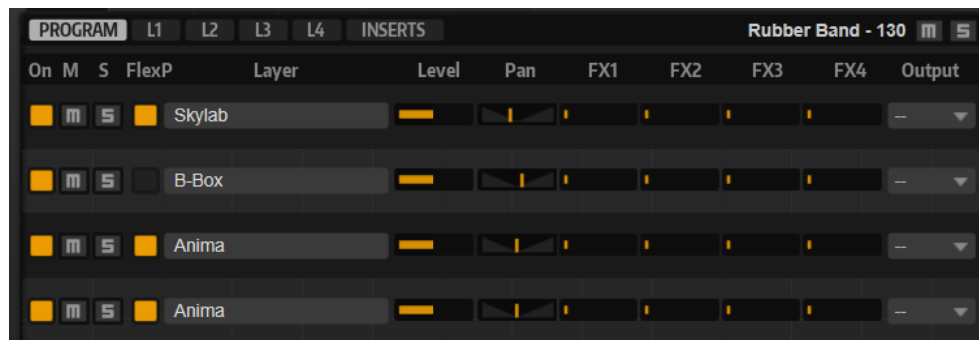 PROGRAM L1 L2 L3 L4 INSERTS Rubber Band - 130 m S
On M S FlexP Layer Level Pan FX1 FX2 FX3 FX4 Output
m S Skylab --
m S B-Box --
m S Anima --
m S Anima --